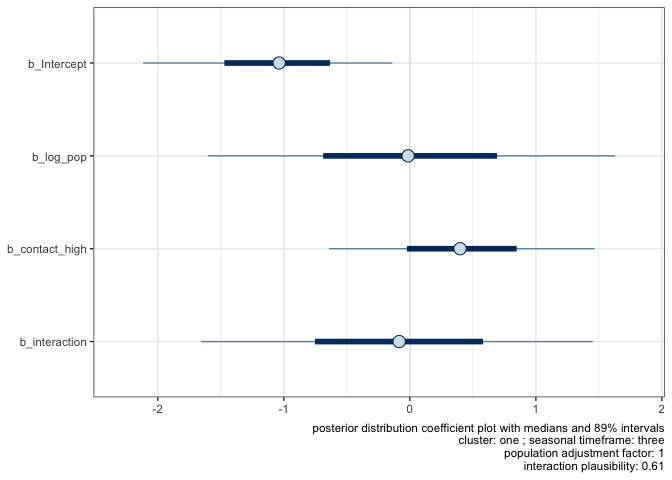 b_Intercept
b_log_pop
b_contact_high
b_interaction
-2 -1 0 1 2
posterior distribution coefficient plot with medians and 89% intervals
cluster: one ; seasonal timeframe: three
population adjustment factor: 1
interaction plausibility: 0.61